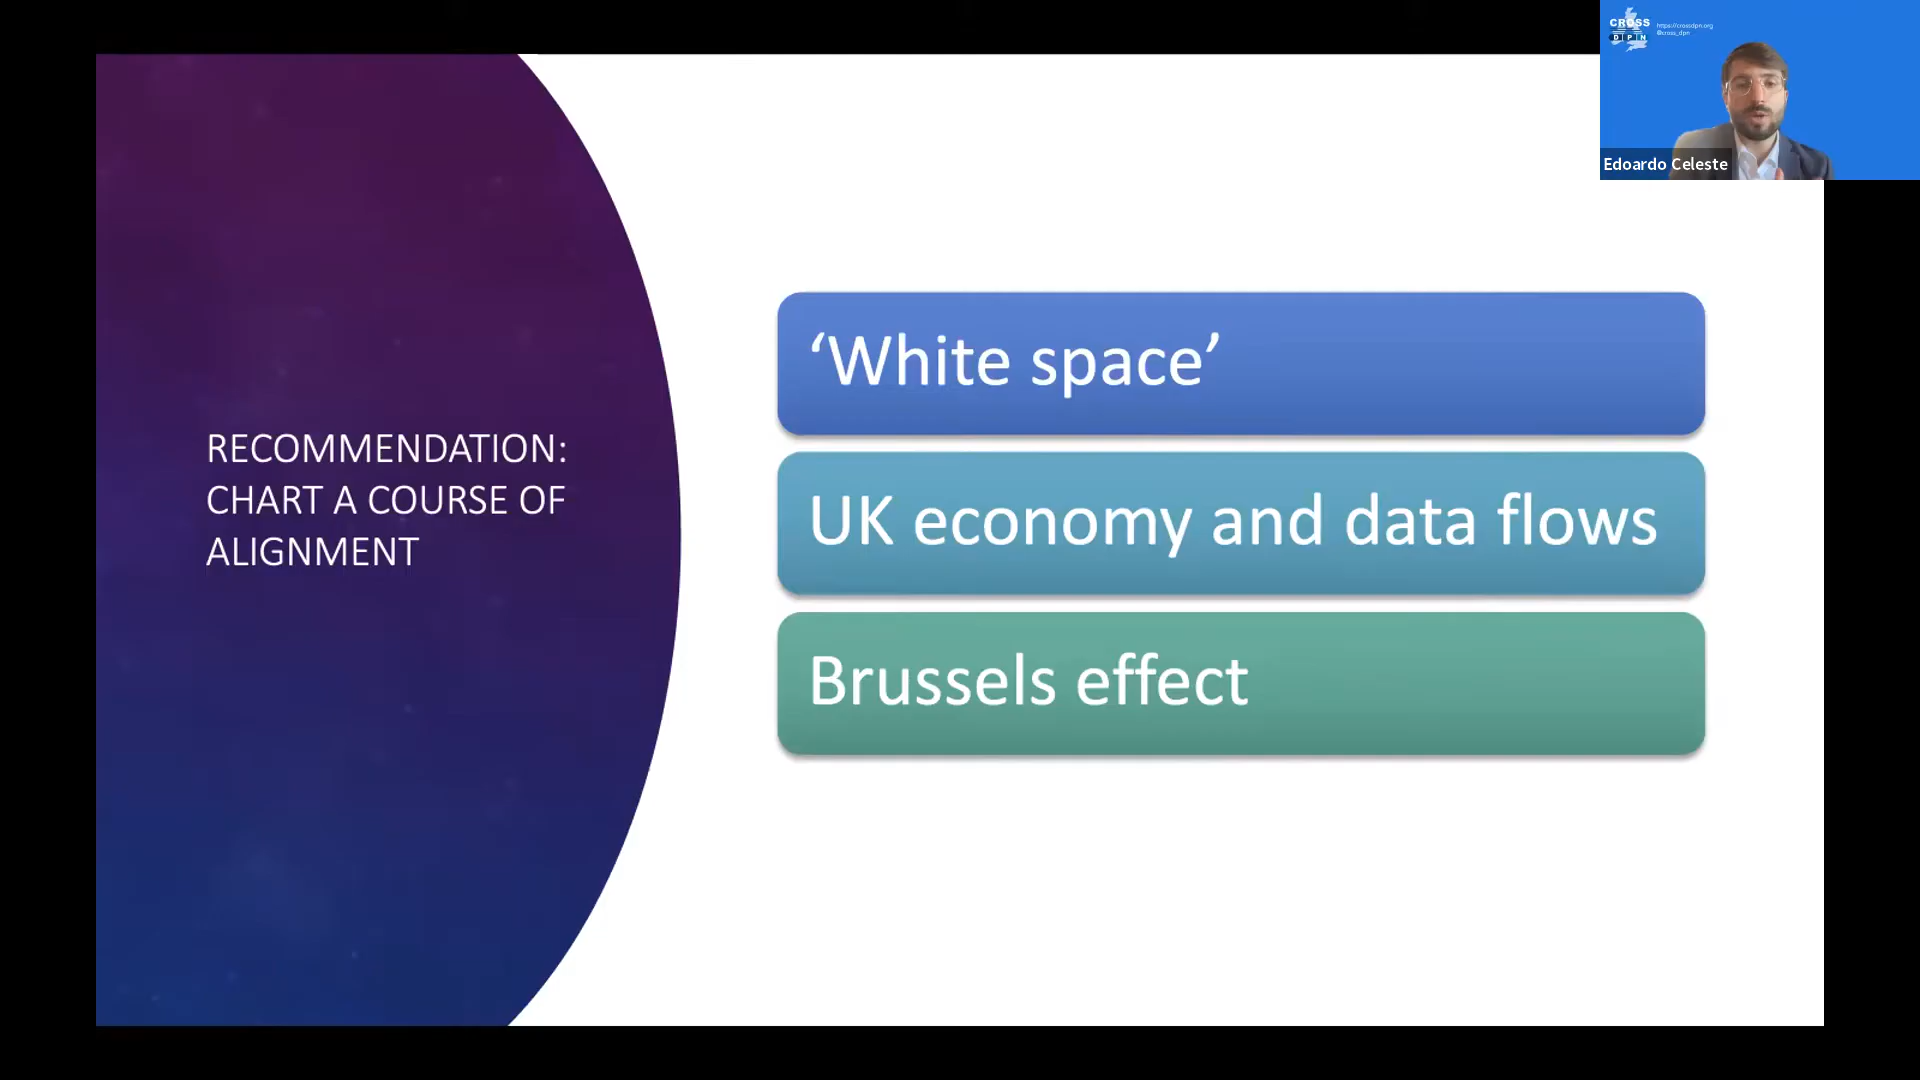 CROSS
DPN
https://crossdpn.org
@cross_dpn
Edoardo Celeste
RECOMMENDATION:
CHART A COURSE OF
ALIGNMENT
‘White space’
UK economy and data flows
Brussels effect